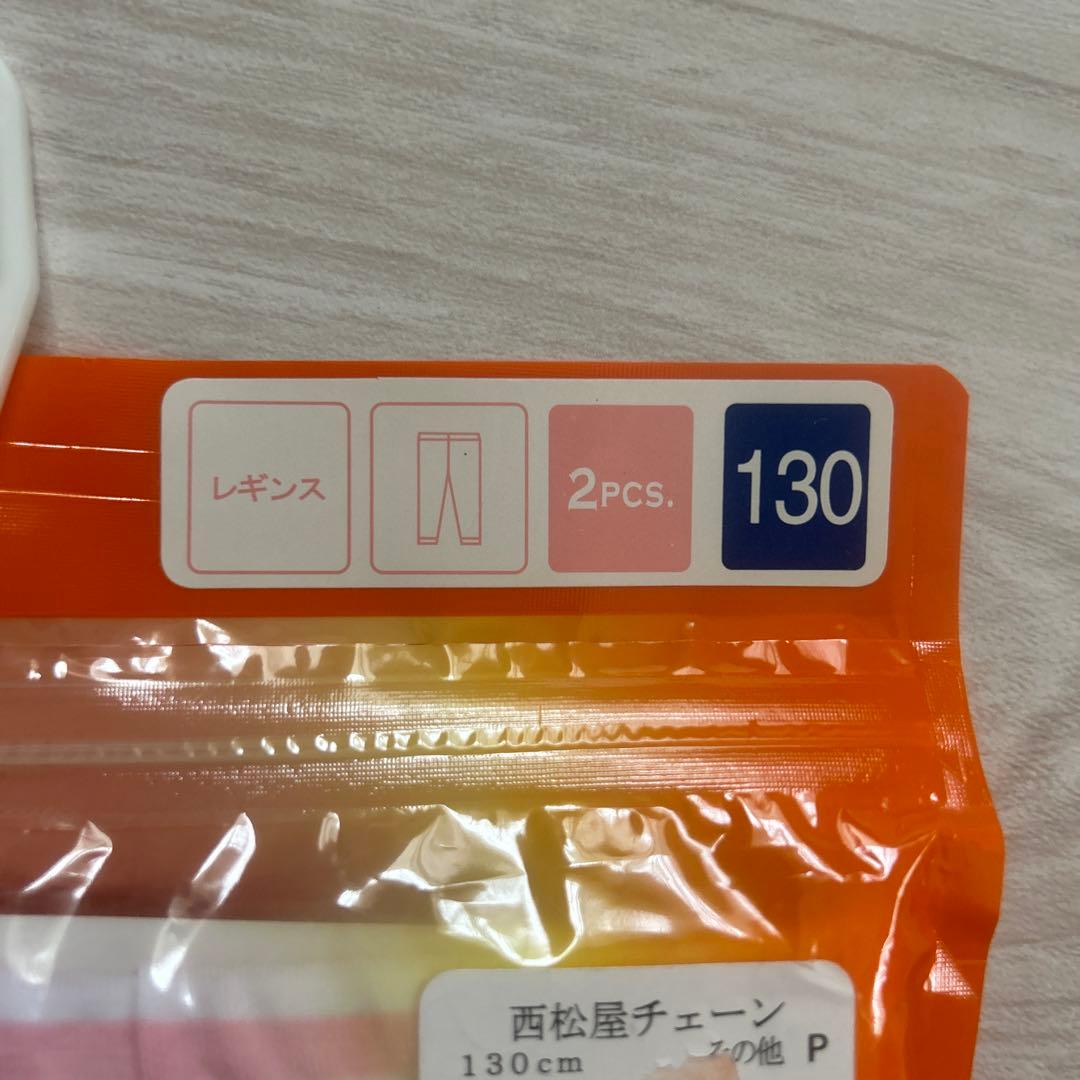 レギンス
2PCS.
130
西松屋チェーン
130cm
その他 P